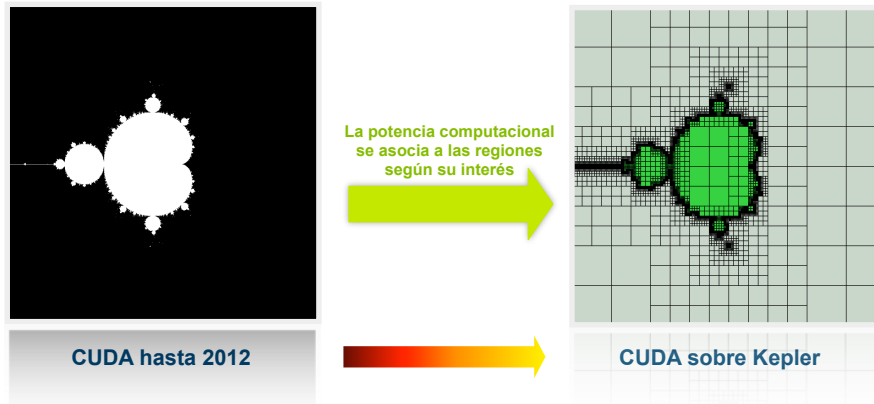 La potencia computacional
se asocia a las regiones
según su interés
CUDA hasta 2012
CUDA sobre Kepler